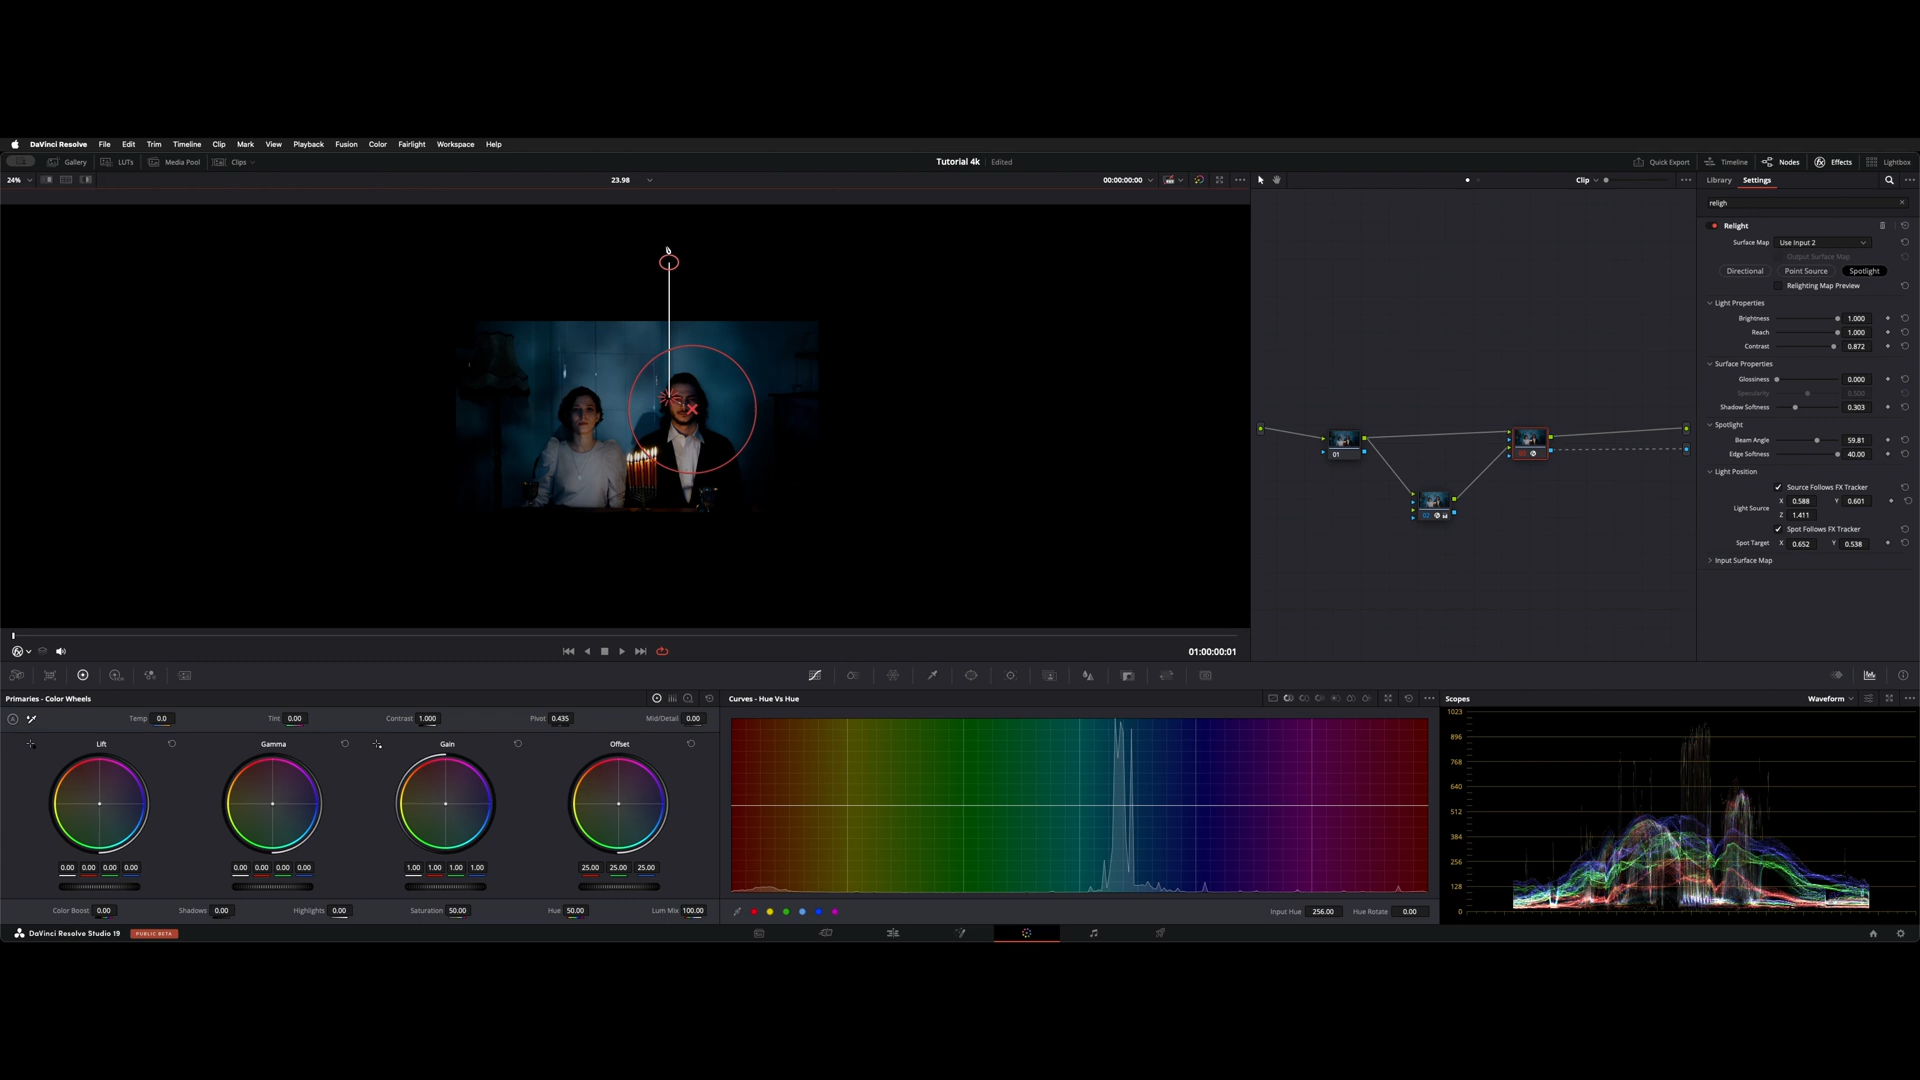 DaVinci Resolve File Edit Trim Timeline Clip Mark View Playback Fusion Color Fairlight Workspace Help
Gallery LUTs Media Pool Clips Tutorial 4k Edited Quick Export Timeline Nodes Effects Lightbox
24% 23.98 00:00:00:00 Clip Library Settings
religh
Relight
Surface Map Use Input 2
Output Surface Map
Directional Point Source Spotlight
Relighting Map Preview
Light Properties
Brightness 1.000
Reach 1.000
Contrast 0.872
Surface Properties
Glossiness 0.000
Specularity 0.500
Shadow Softness 0.303
Spotlight
Beam Angle 59.81
Edge Softness 40.00
Light Position
Source Follows FX Tracker
Light Source X 0.588 Y 0.601
Z 1.411
Spot Follows FX Tracker
Spot Target X 0.652 Y 0.538
Input Surface Map
01
02
01:00:00:01
Primaries - Color Wheels Curves - Hue Vs Hue Scopes Waveform
Temp 0.0 Tint 0.00 Contrast 1.000 Pivot 0.435 Mid/Detail 0.00
Lift Gamma Gain Offset
0.00 0.00 0.00 0.00 0.00 0.00 0.00 0.00 1.00 1.00 1.00 1.00 25.00 25.00 25.00
Color Boost 0.00 Shadows 0.00 Highlights 0.00 Saturation 50.00 Hue 50.00 Lum Mix 100.00
Input Hue 256.00 Hue Rotate 0.00
1023
896
768
640
512
384
256
128
0
DaVinci Resolve Studio 19 PUBLIC BETA